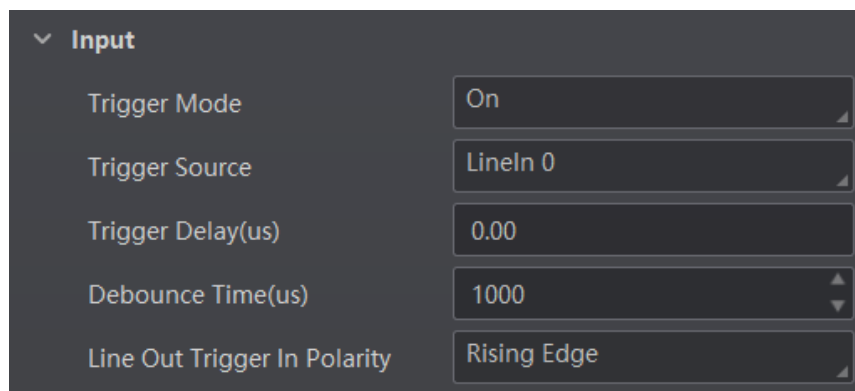 Input
Trigger Mode On
Trigger Source LineIn 0
Trigger Delay(us) 0.00
Debounce Time(us) 1000
Line Out Trigger In Polarity Rising Edge